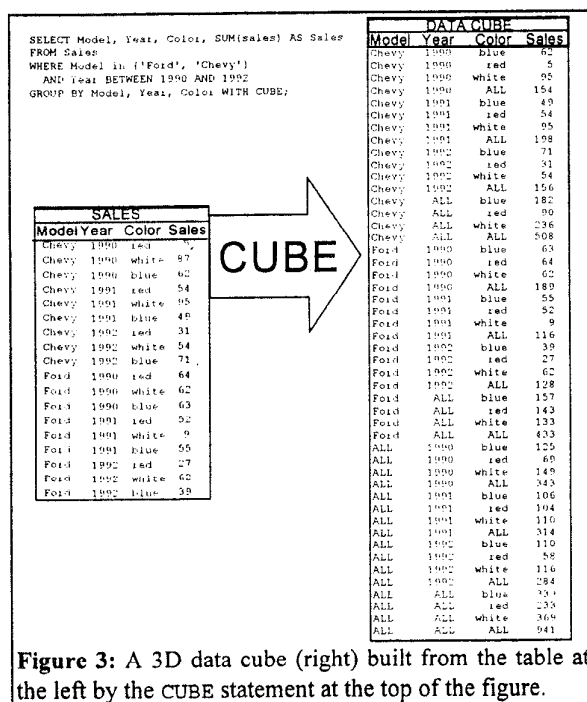 SELECT Model, Year, Color, SUM(sales) AS Sales
FROM Sales
WHERE Model in ('Ford', 'Chevy')
AND Year BETWEEN 1990 AND 1992
GROUP BY Model, Year, Color WITH CUBE;
SALES
Model Year Color Sales
Chevy 1990 red 5
Chevy 1990 white 87
Chevy 1990 blue 62
Chevy 1991 red 54
Chevy 1991 white 95
Chevy 1991 blue 49
Chevy 1992 red 31
Chevy 1992 white 54
Chevy 1992 blue 71
Ford 1990 red 64
Ford 1990 white 62
Ford 1990 blue 63
Ford 1991 red 52
Ford 1991 white 9
Ford 1991 blue 55
Ford 1992 red 27
Ford 1992 white 62
Ford 1992 blue 39
CUBE
DATA CUBE
Model Year Color Sales
Chevy 1990 blue 62
Chevy 1990 red 5
Chevy 1990 white 95
Chevy 1990 ALL 154
Chevy 1991 blue 49
Chevy 1991 red 54
Chevy 1991 white 95
Chevy 1991 ALL 198
Chevy 1992 blue 71
Chevy 1992 red 31
Chevy 1992 white 54
Chevy 1992 ALL 156
Chevy ALL blue 182
Chevy ALL red 90
Chevy ALL white 236
Chevy ALL ALL 508
Ford 1990 blue 63
Ford 1990 red 64
Ford 1990 white 62
Ford 1990 ALL 189
Ford 1991 blue 55
Ford 1991 red 52
Ford 1991 white 9
Ford 1991 ALL 116
Ford 1992 blue 39
Ford 1992 red 27
Ford 1992 white 62
Ford 1992 ALL 128
Ford ALL blue 157
Ford ALL red 143
Ford ALL white 133
Ford ALL ALL 433
ALL 1990 blue 125
ALL 1990 red 69
ALL 1990 white 149
ALL 1990 ALL 343
ALL 1991 blue 106
ALL 1991 red 104
ALL 1991 white 110
ALL 1991 ALL 314
ALL 1992 blue 110
ALL 1992 red 58
ALL 1992 white 116
ALL 1992 ALL 284
ALL ALL blue
ALL ALL red 233
ALL ALL white 369
ALL ALL ALL 941
Figure 3: A 3D data cube (right) built from the table at
the left by the CUBE statement at the top of the figure.